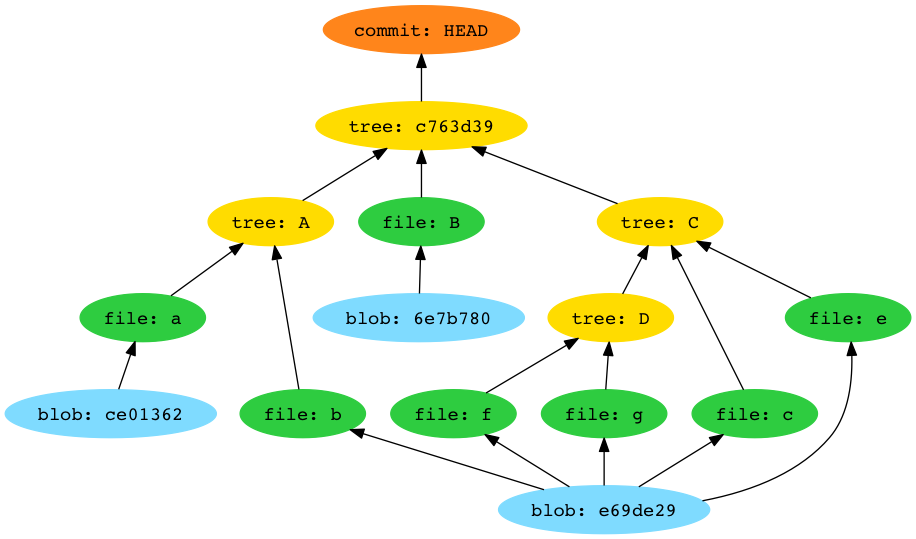 commit: HEAD
tree: c763d39
tree: A
file: B
tree: C
file: a
blob: 6e7b780
tree: D
file: e
blob: ce01362
file: b
file: f
file: g
file: c
blob: e69de29